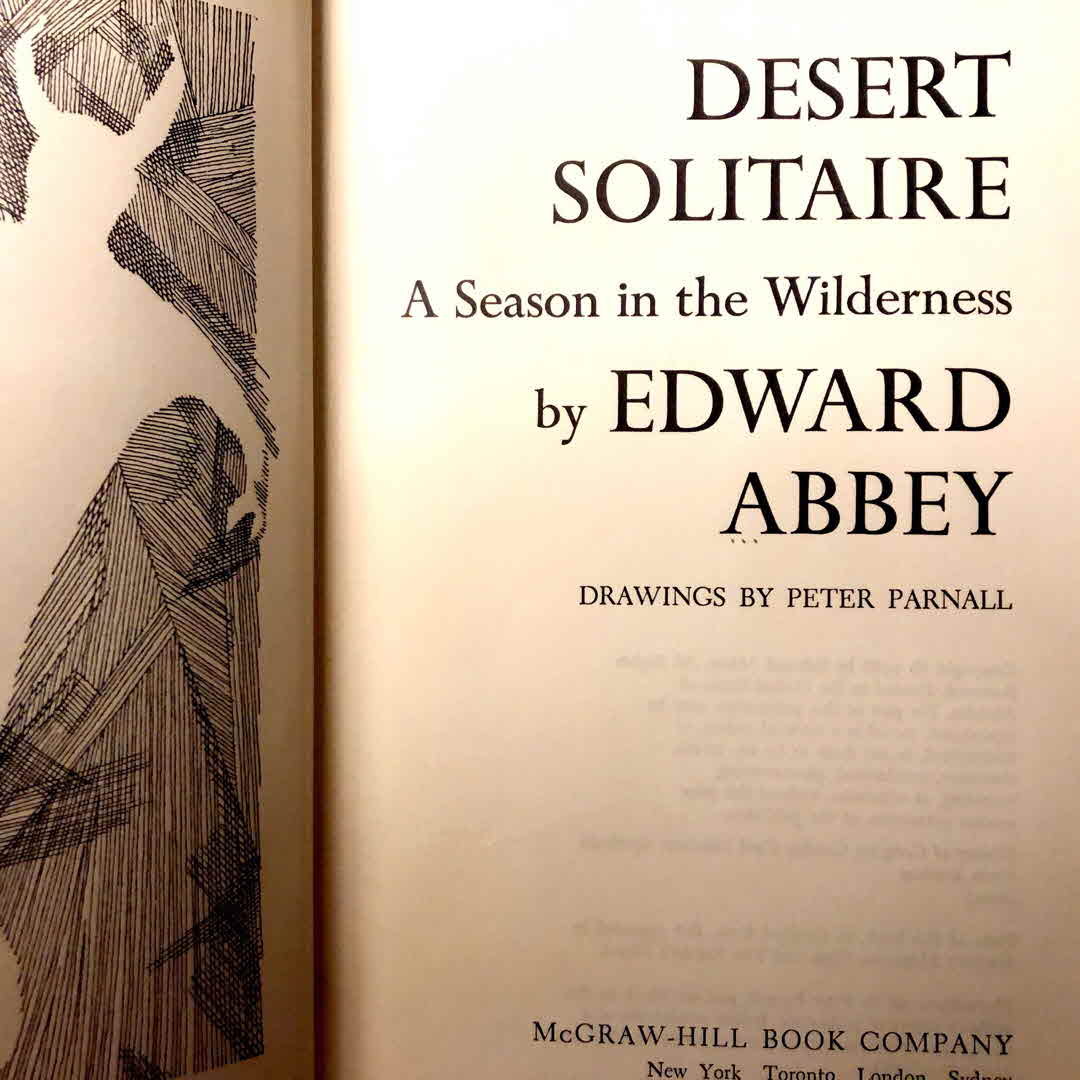 DESERT
SOLITAIRE
A Season in the Wilderness
by EDWARD
ABBEY
DRAWINGS BY PETER PARNALL
McGRAW-HILL BOOK COMPANY
New York Toronto London Sydney